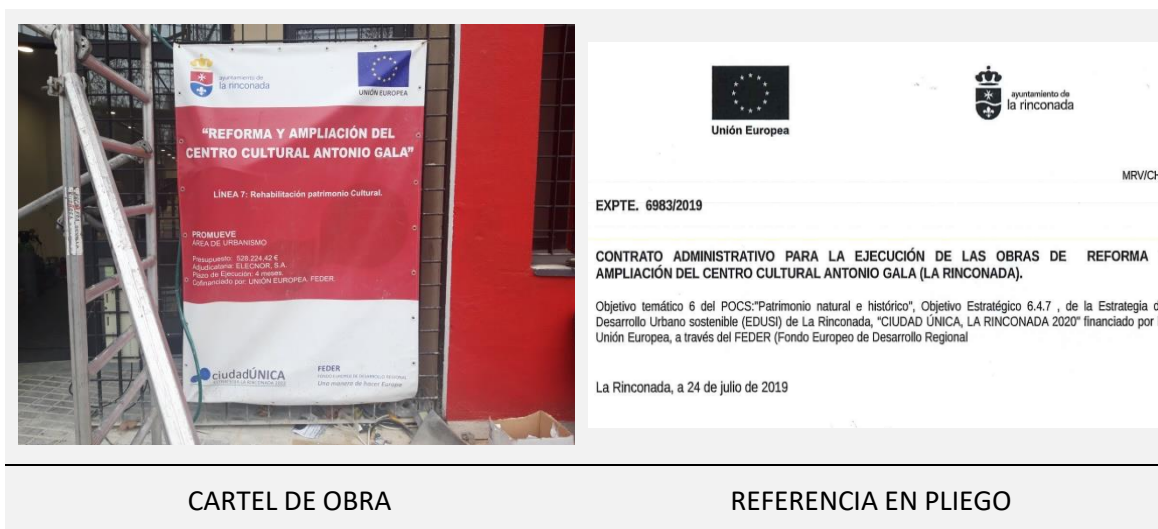 ayuntamiento de
la rinconada
UNIÓN EUROPEA
“REFORMA Y AMPLIACIÓN DEL
CENTRO CULTURAL ANTONIO GALA”
LÍNEA 7: Rehabilitación patrimonio Cultural.
PROMUEVE
ÁREA DE URBANISMO
Presupuesto: 528.224,42 €
Adjudicataria: ELECNOR, S.A.
Plazo de Ejecución: 4 meses.
Cofinanciado por: UNIÓN EUROPEA. FEDER.
ciudadÚNICA
FEDER
FONDO EUROPEO DE DESARROLLO REGIONAL
Una manera de hacer Europa
Unión Europea
ayuntamiento de
la rinconada
MRV/CH
EXPTE. 6983/2019
CONTRATO ADMINISTRATIVO PARA LA EJECUCIÓN DE LAS OBRAS DE REFORMA
AMPLIACIÓN DEL CENTRO CULTURAL ANTONIO GALA (LA RINCONADA).
Objetivo temático 6 del POCS:"Patrimonio natural e histórico", Objetivo Estratégico 6.4.7 , de la Estrategia d
Desarrollo Urbano sostenible (EDUSI) de La Rinconada, "CIUDAD ÚNICA, LA RINCONADA 2020" financiado por
Unión Europea, a través del FEDER (Fondo Europeo de Desarrollo Regional
La Rinconada, a 24 de julio de 2019
CARTEL DE OBRA
REFERENCIA EN PLIEGO